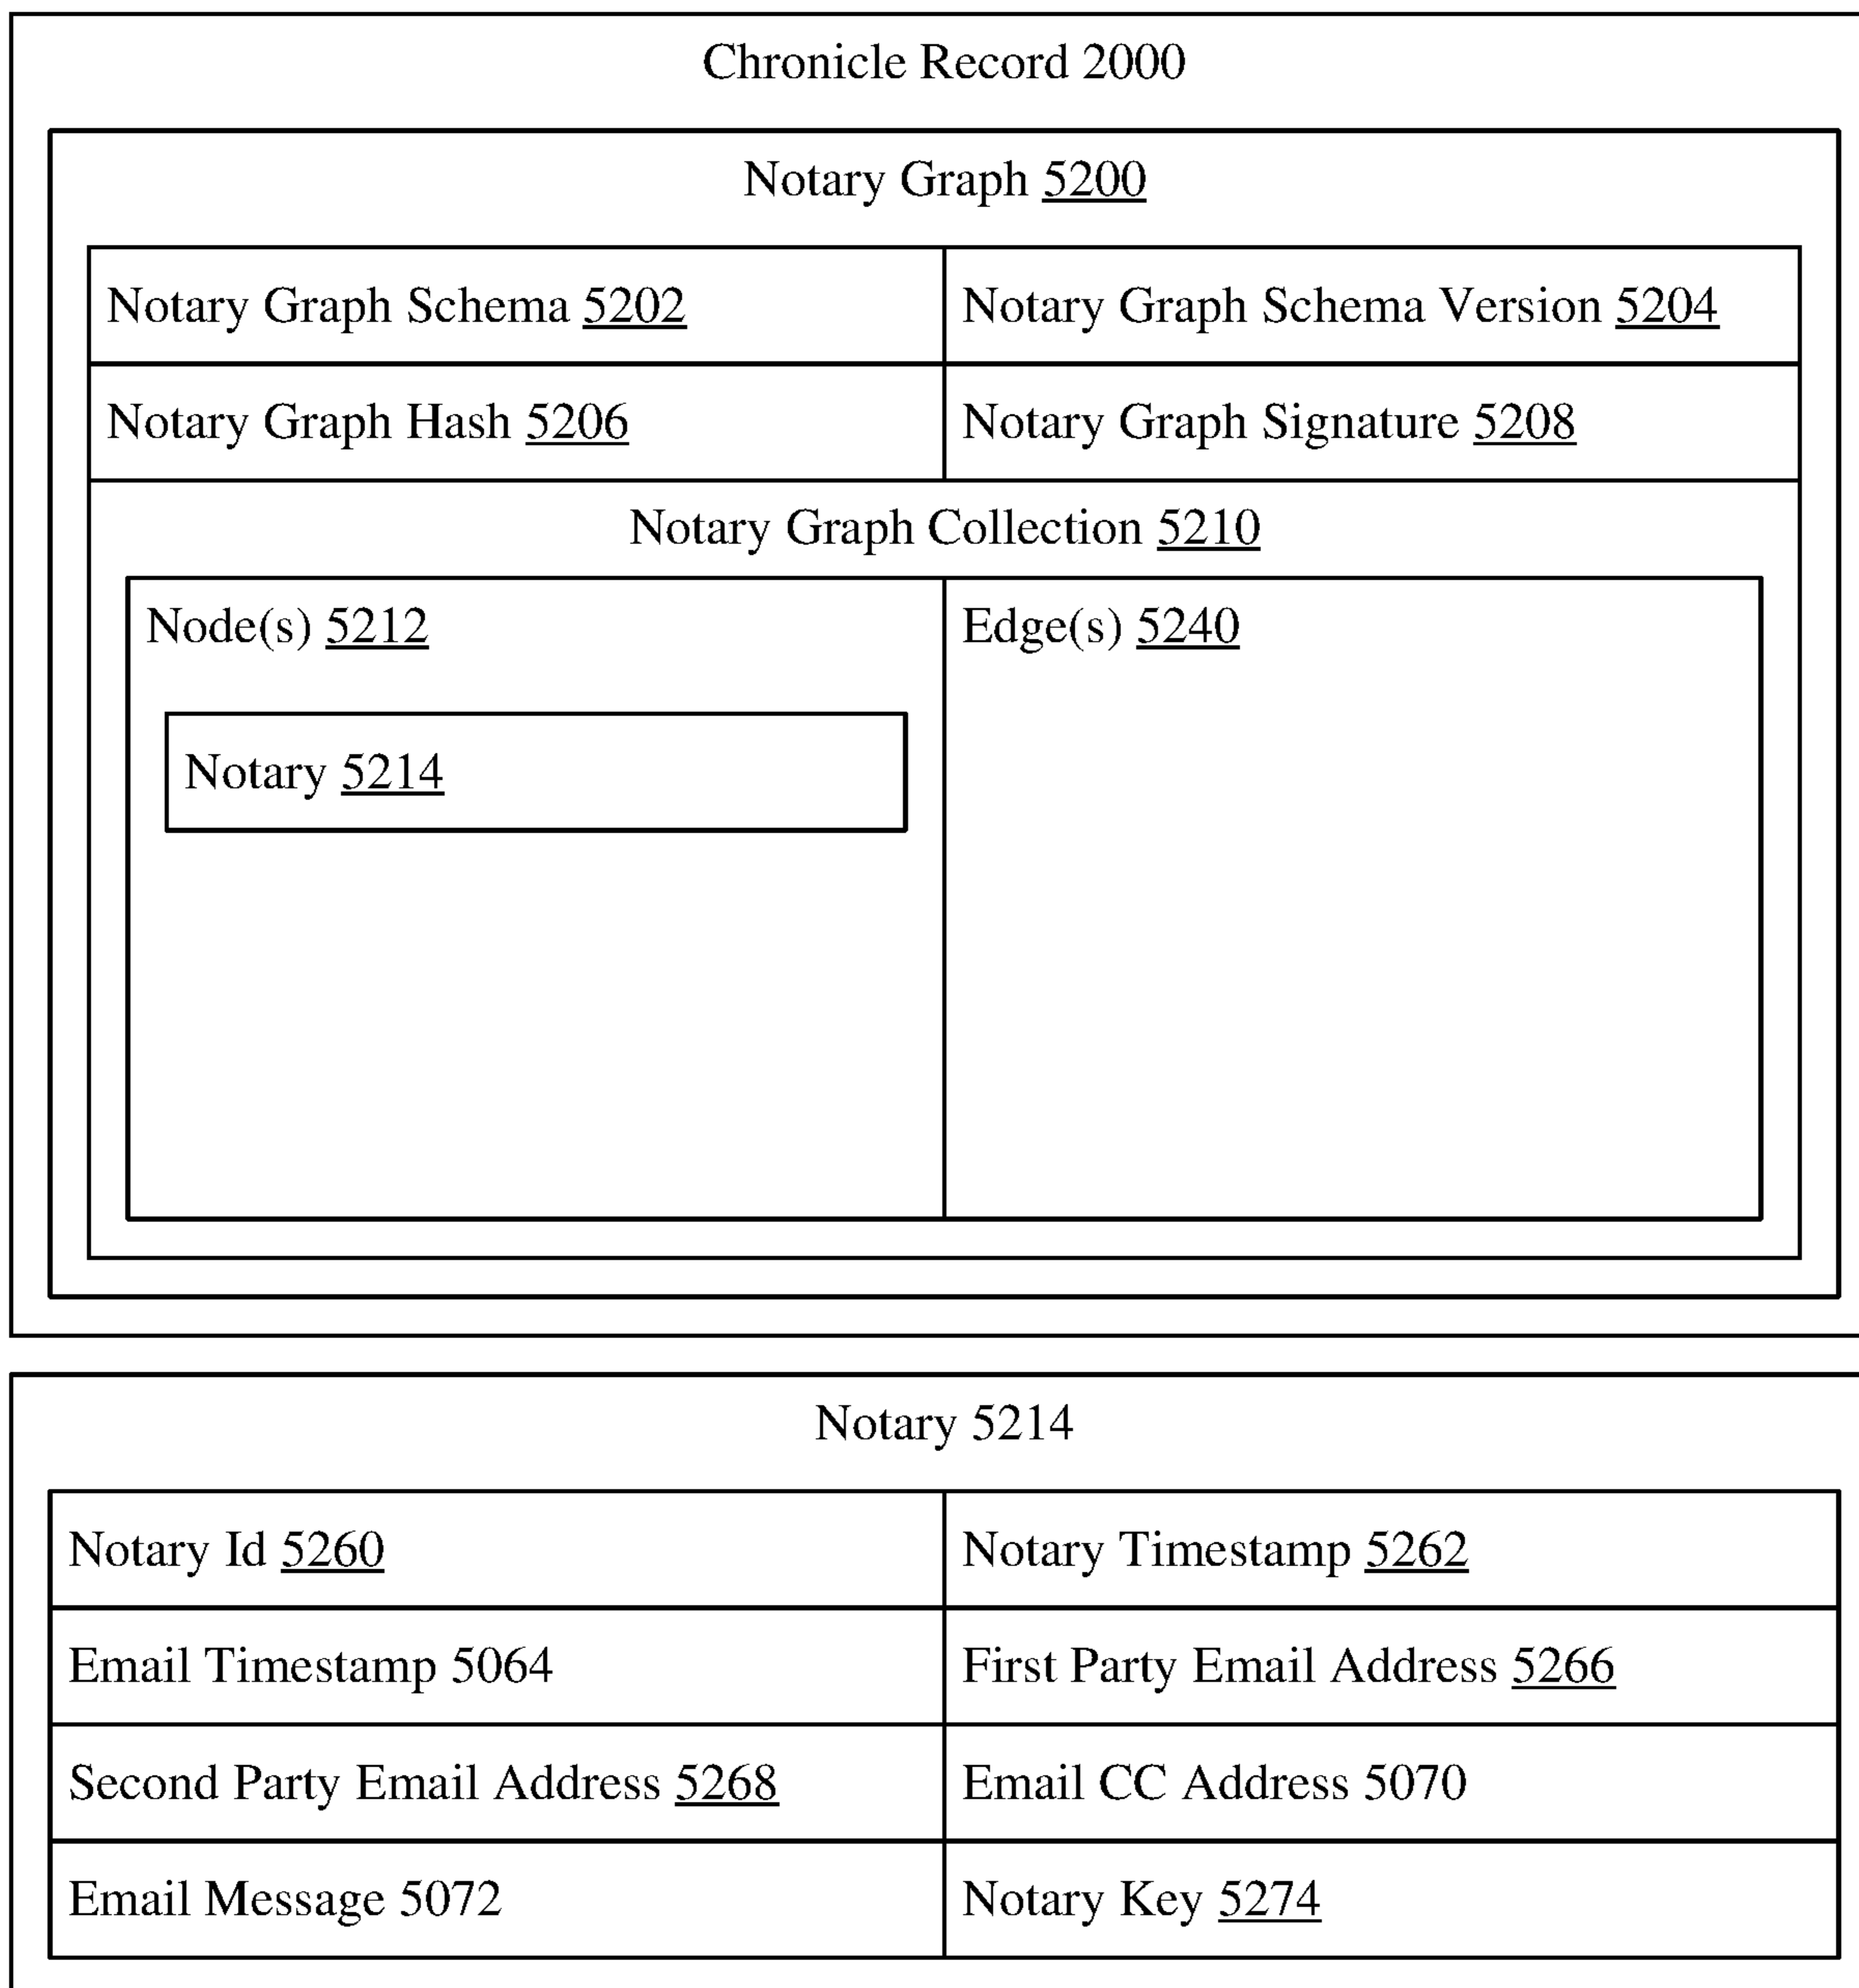 Chronicle Record 2000
Notary Graph 5200
Notary Graph Schema 5202
Notary Graph Schema Version 5204
Notary Graph Hash 5206
Notary Graph Signature 5208
Notary Graph Collection 5210
Node(s) 5212
Edge(s) 5240
Notary 5214
Notary 5214
Notary Id 5260
Notary Timestamp 5262
Email Timestamp 5064
First Party Email Address 5266
Second Party Email Address 5268
Email CC Address 5070
Email Message 5072
Notary Key 5274